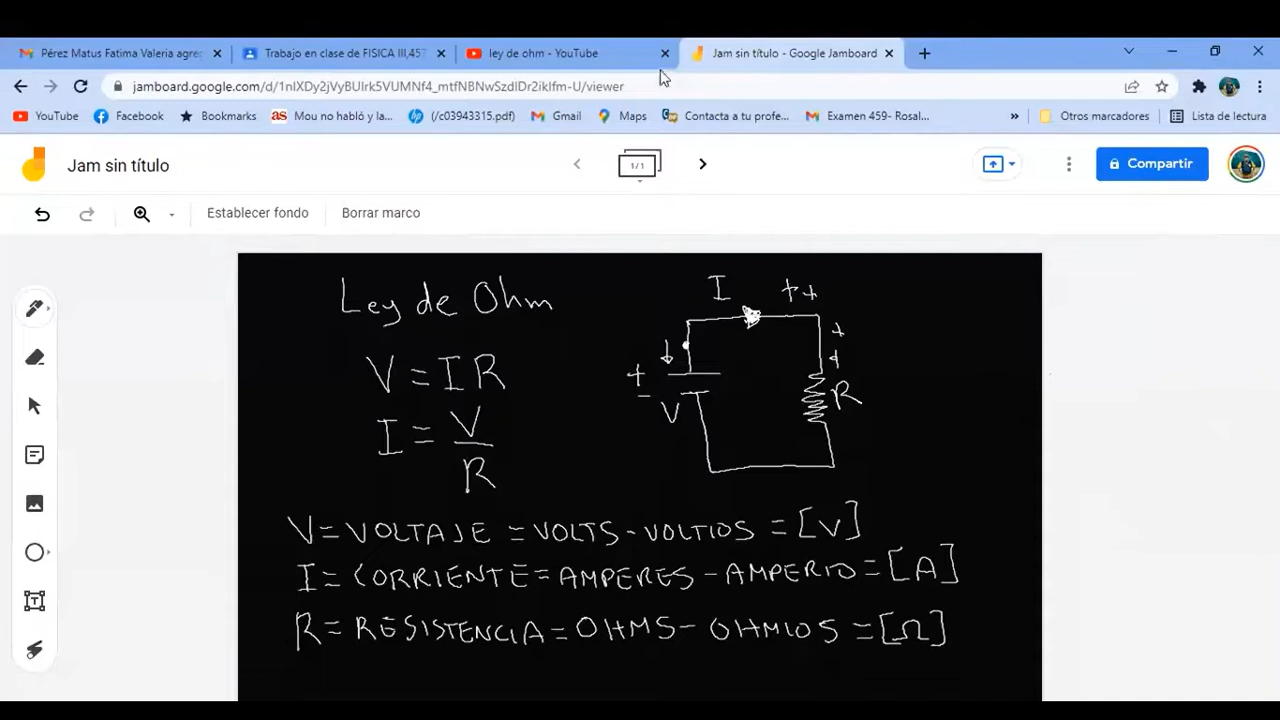 Pérez Matus Fatima Valeria agre
Trabajo en clase de FISICA III,457
ley de ohm - YouTube
Jam sin título - Google Jamboard
jamboard.google.com/d/1nIXDy2jVyBUIrk5VUMNf4_mtfNBNwSzdIDr2ikIfm-U/viewer
YouTube
Facebook
Bookmarks
Mou no habló y la...
(/c03943315.pdf)
Gmail
Maps
Contacta a tu profe...
Examen 459- Rosal...
»
Otros marcadores
Lista de lectura
Jam sin título
1/1
Compartir
Establecer fondo
Borrar marco
Ley de Ohm
I
++
+
+
V = I R
+
-
V
R
I = V
R
V = VOLTAJE = VOLTS - VOLTIOS = [V]
I = CORRIENTE = AMPERES - AMPERIO = [A]
R = RESISTENCIA = OHMS - OHMIOS = [Ω]